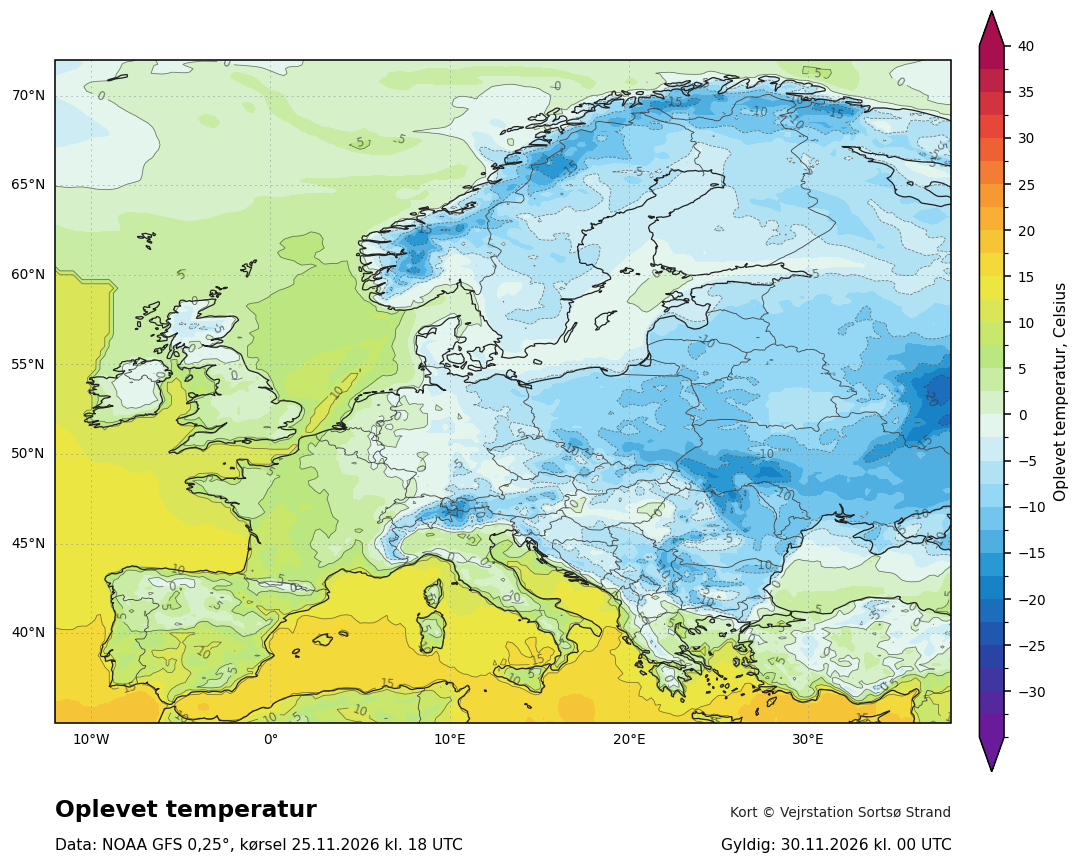 70°N
65°N
60°N
55°N
50°N
45°N
40°N
10°W
0°
10°E
20°E
30°E
40
35
30
25
20
15
10
5
0
−5
−10
−15
−20
−25
−30
Oplevet temperatur, Celsius
Oplevet temperatur
Kort © Vejrstation Sortsø Strand
Data: NOAA GFS 0,25°, kørsel 25.11.2026 kl. 18 UTC
Gyldig: 30.11.2026 kl. 00 UTC